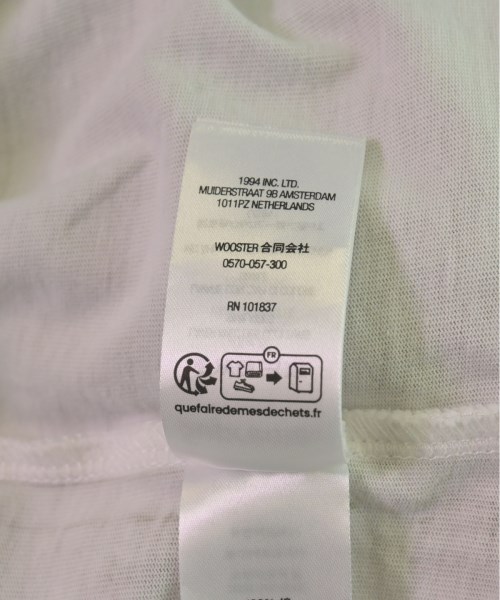 1994 INC. LTD.
MUIDERSTRAAT 9B AMSTERDAM
1011PZ NETHERLANDS
WOOSTER 合同会社
0570-057-300
RN 101837
FR
quefairedemesdechets.fr